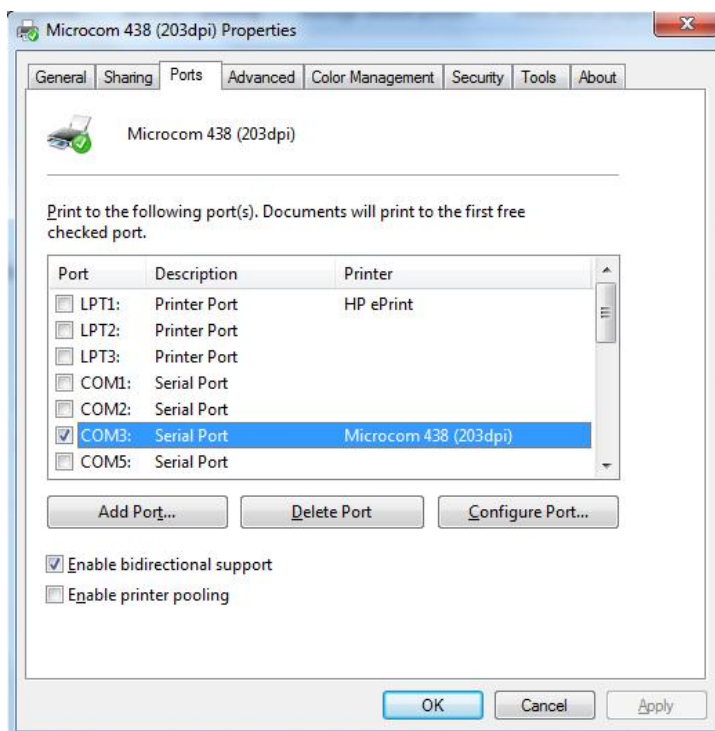 Microcom 438 (203dpi) Properties
General Sharing Ports Advanced Color Management Security Tools About
Microcom 438 (203dpi)
Print to the following port(s). Documents will print to the first free
checked port.
Port Description Printer
LPT1: Printer Port HP ePrint
LPT2: Printer Port
LPT3: Printer Port
COM1: Serial Port
COM2: Serial Port
COM3: Serial Port Microcom 438 (203dpi)
COM5: Serial Port
Add Port... Delete Port Configure Port...
Enable bidirectional support
Enable printer pooling
OK Cancel Apply